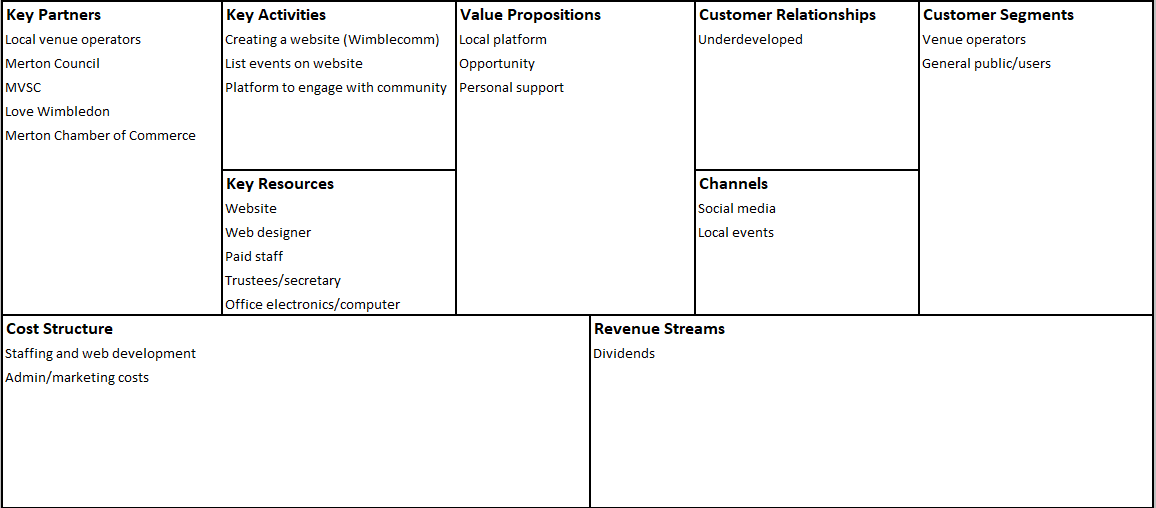 Key Partners
Local venue operators
Merton Council
MVSC
Love Wimbledon
Merton Chamber of Commerce
Key Activities
Creating a website (Wimblecomm)
List events on website
Platform to engage with community
Key Resources
Website
Web designer
Paid staff
Trustees/secretary
Office electronics/computer
Value Propositions
Local platform
Opportunity
Personal support
Customer Relationships
Underdeveloped
Channels
Social media
Local events
Customer Segments
Venue operators
General public/users
Cost Structure
Staffing and web development
Admin/marketing costs
Revenue Streams
Dividends